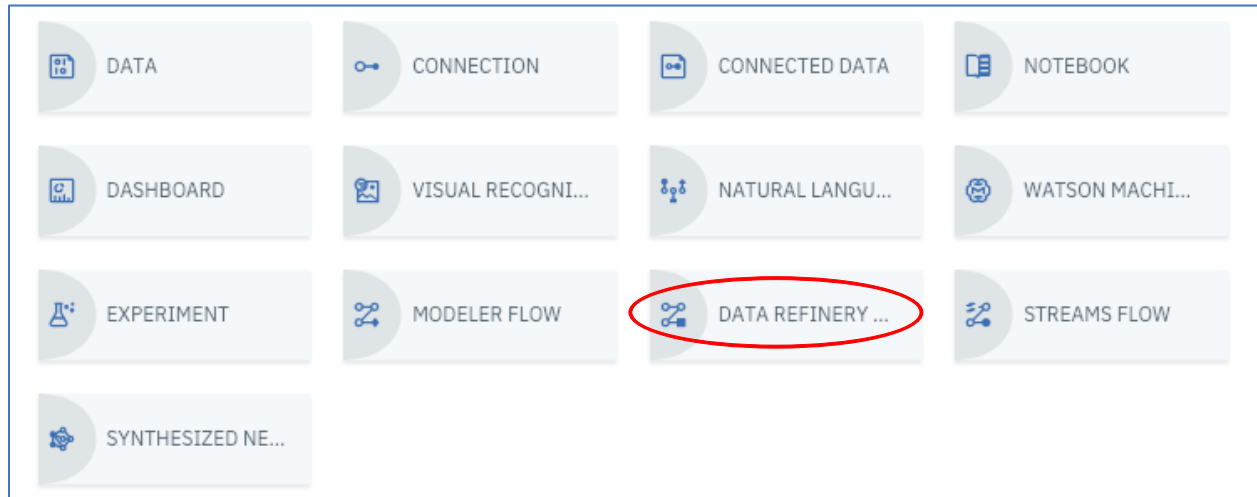 DATA
CONNECTION
CONNECTED DATA
NOTEBOOK
DASHBOARD
VISUAL RECOGNI...
NATURAL LANGU...
WATSON MACHI...
EXPERIMENT
MODELER FLOW
DATA REFINERY ...
STREAMS FLOW
SYNTHESIZED NE...